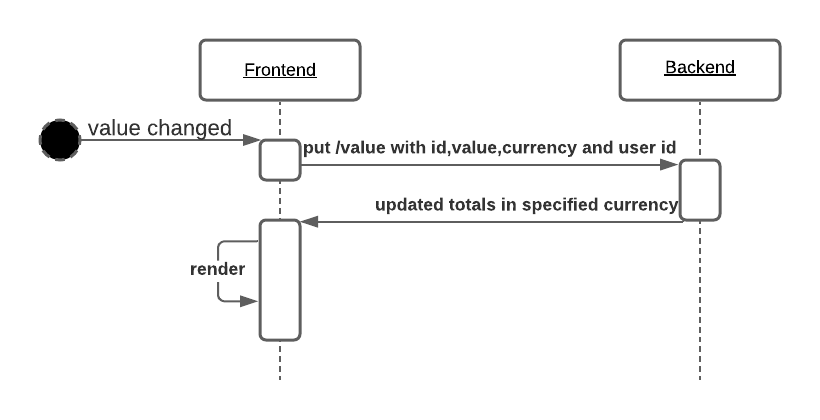 Frontend
Backend
value changed
put /value with id,value,currency and user id
updated totals in specified currency
render